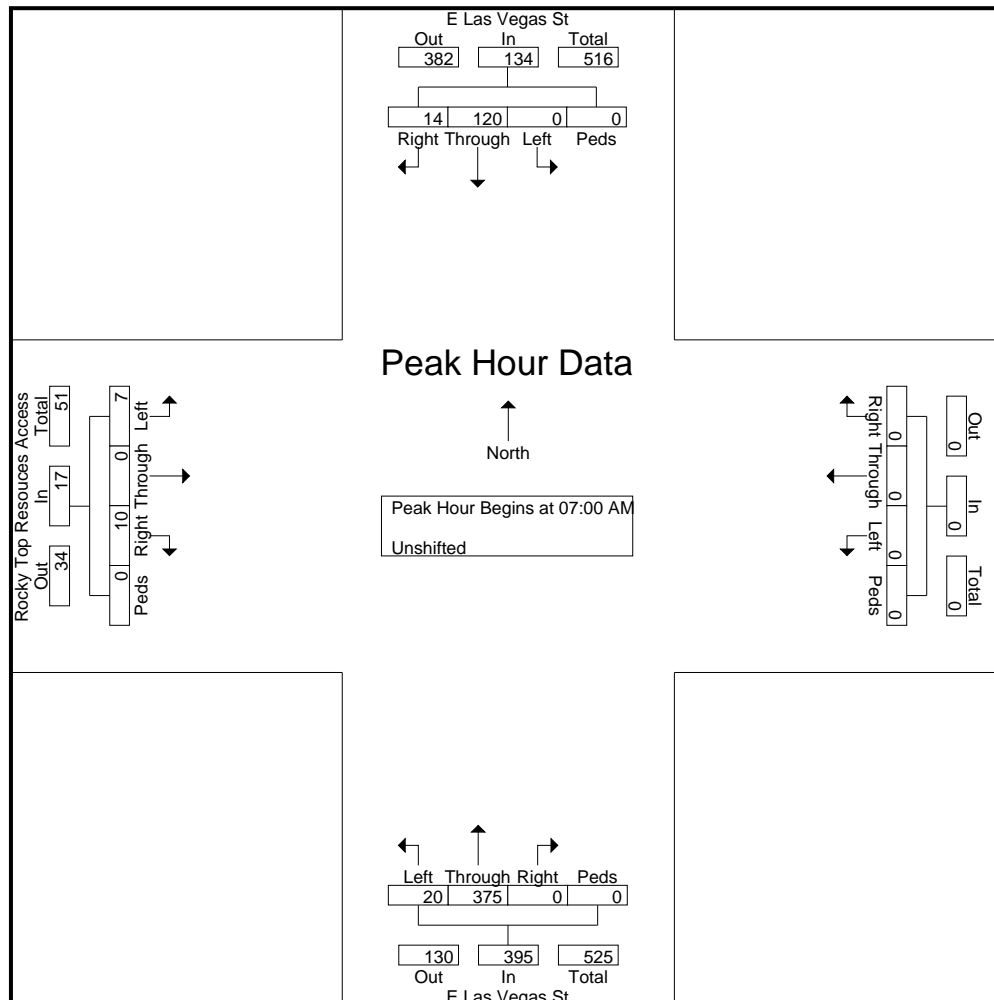 E Las Vegas St
Out In Total
382 134 516
14 120 0 0
Right Through Left Peds
Peak Hour Data
North
Peak Hour Begins at 07:00 AM
Unshifted
Rocky Top Resouces Access
Out In Total
34 17 51
7 0 10 0
Left Through Right Peds
Out In Total
0 0 0
0 0 0 0
Right Through Left Peds
Left Through Right Peds
20 375 0 0
130 395 525
Out In Total
E Las Vegas St